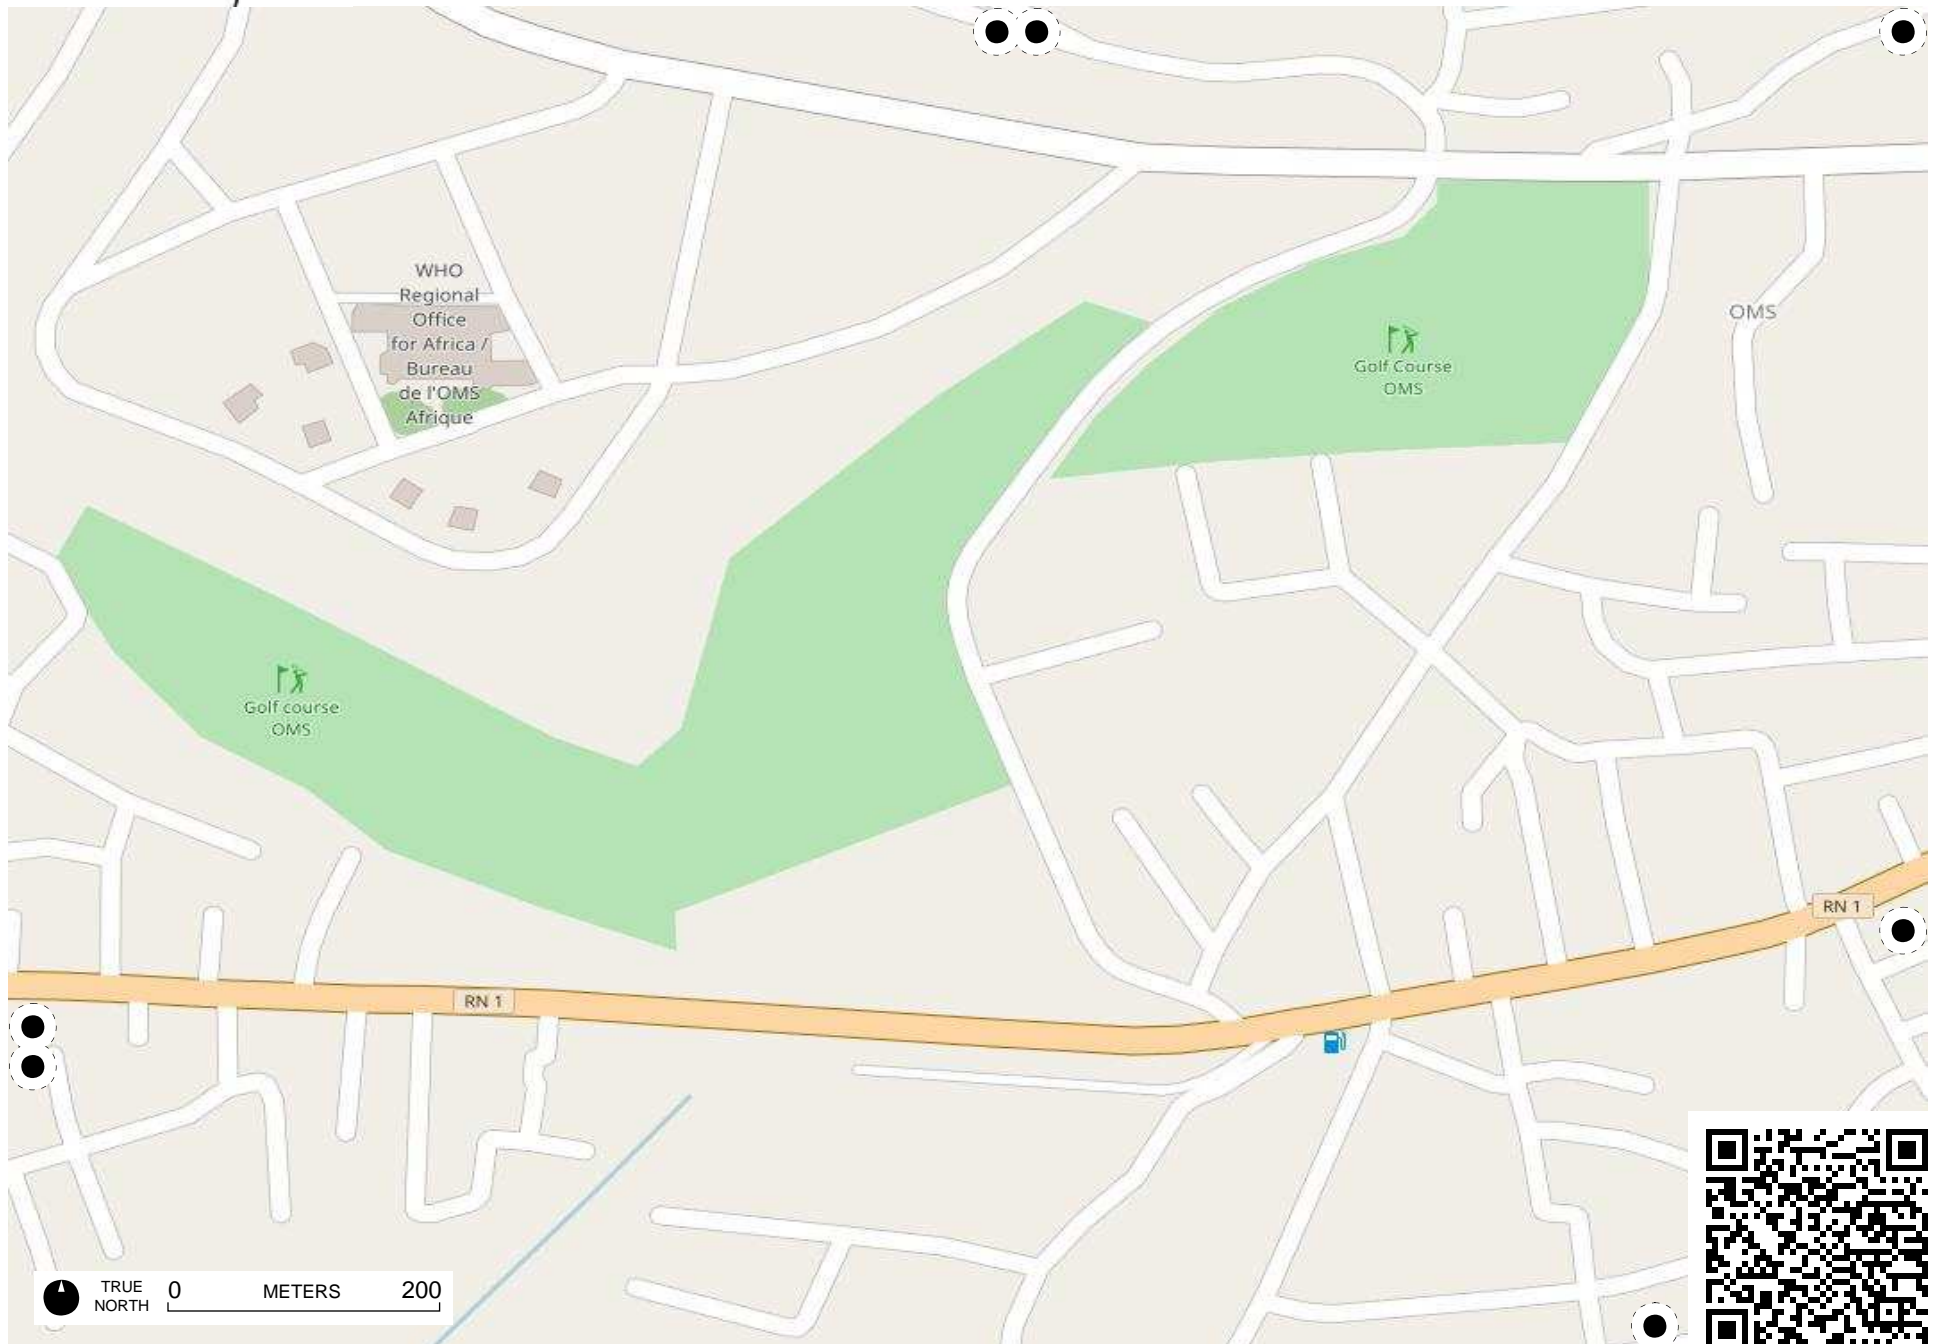 WHO
Regional
Office
for Africa /
Bureau
de l'OMS
Afrique
OMS
Golf Course
OMS
Golf course
OMS
RN 1
RN 1
TRUE
NORTH
0 METERS 200